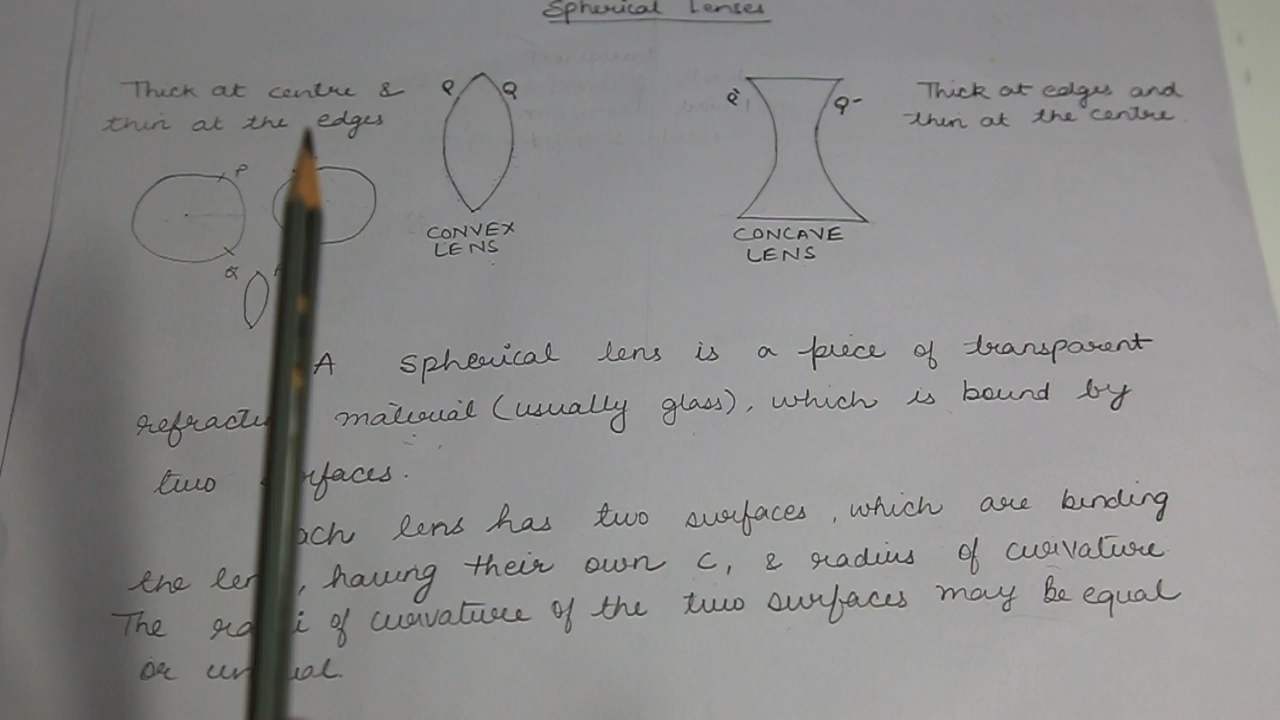 Spherical Lenses
Thick at centre &
thin at the edges
Thick at edges and
thin at the centre.
P
Q
CONVEX
LENS
CONCAVE
LENS
A spherical lens is a piece of transparent
material (usually glass), which is bound by
two
lens has two surfaces, which are binding
the having their own C, & radius of curvature
The of curvature of the two surfaces may be equal
or